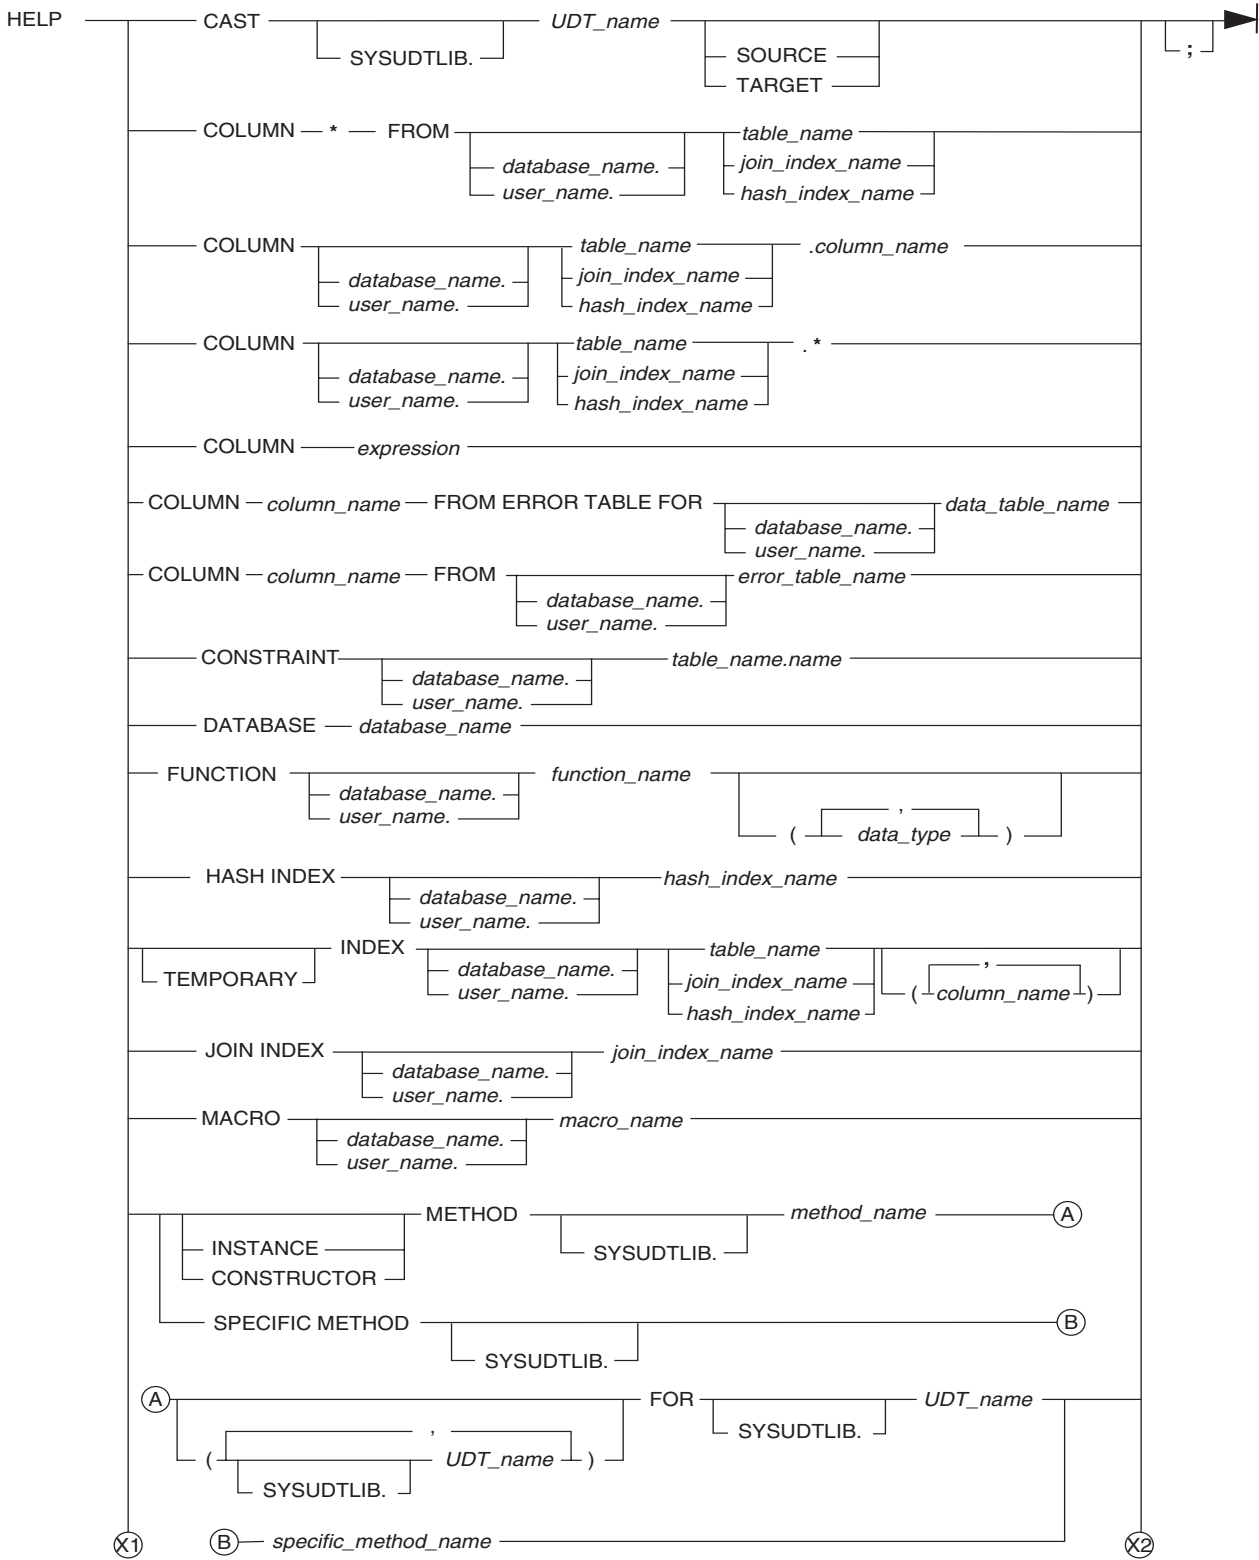 HELP CAST UDT_name ;
SYSUDTLIB. SOURCE
TARGET
COLUMN * FROM table_name
database_name. join_index_name
user_name. hash_index_name
COLUMN table_name .column_name
database_name. join_index_name
user_name. hash_index_name
COLUMN table_name .*
database_name. join_index_name
user_name. hash_index_name
COLUMN expression
COLUMN column_name FROM ERROR TABLE FOR data_table_name
database_name.
user_name.
COLUMN column_name FROM error_table_name
database_name.
user_name.
CONSTRAINT table_name.name
database_name.
user_name.
DATABASE database_name
FUNCTION function_name
database_name. ,
user_name. ( data_type )
HASH INDEX hash_index_name
database_name.
user_name.
INDEX table_name
TEMPORARY database_name. join_index_name ,
user_name. hash_index_name ( column_name )
JOIN INDEX join_index_name
database_name.
user_name.
MACRO macro_name
database_name.
user_name.
METHOD method_name A
INSTANCE SYSUDTLIB.
CONSTRUCTOR
SPECIFIC METHOD B
SYSUDTLIB.
A FOR UDT_name
, SYSUDTLIB.
( UDT_name )
SYSUDTLIB.
X1 B specific_method_name X2